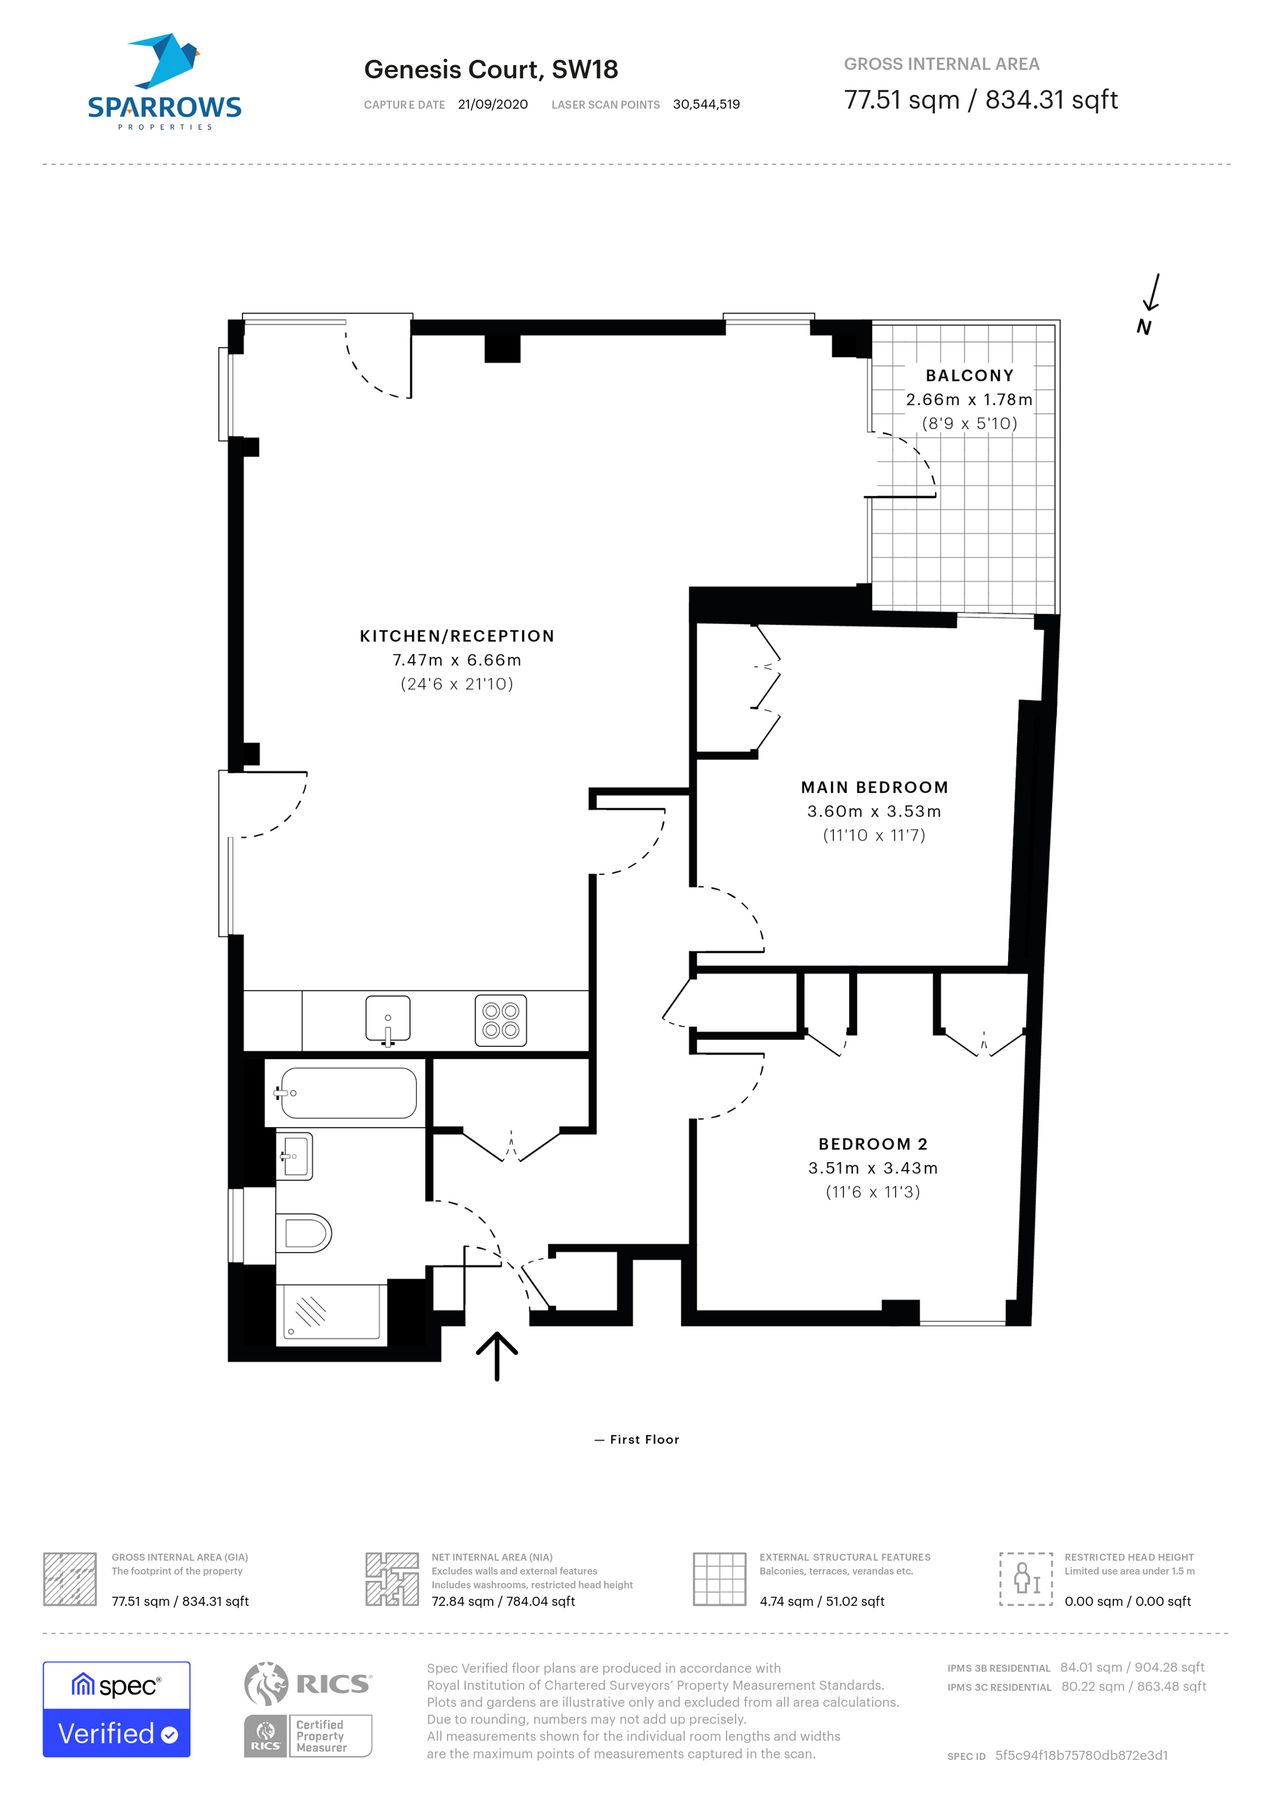 SPARROWS
PROPERTIES
Genesis Court, SW18
CAPTURE DATE 21/09/2020 LASER SCAN POINTS 30,544,519
GROSS INTERNAL AREA
77.51 sqm / 834.31 sqft
N
BALCONY
2.66m x 1.78m
(8'9 x 5'10)
KITCHEN/RECEPTION
7.47m x 6.66m
(24'6 x 21'10)
MAIN BEDROOM
3.60m x 3.53m
(11'10 x 11'7)
BEDROOM 2
3.51m x 3.43m
(11'6 x 11'3)
— First Floor
GROSS INTERNAL AREA (GIA)
The footprint of the property
77.51 sqm / 834.31 sqft
NET INTERNAL AREA (NIA)
Excludes walls and external features
Includes washrooms, restricted head height
72.84 sqm / 784.04 sqft
EXTERNAL STRUCTURAL FEATURES
Balconies, terraces, verandas etc.
4.74 sqm / 51.02 sqft
RESTRICTED HEAD HEIGHT
Limited use area under 1.5 m
0.00 sqm / 0.00 sqft
spec®
Verified
RICS®
RICS
Certified
Property
Measurer
Spec Verified floor plans are produced in accordance with
Royal Institution of Chartered Surveyors' Property Measurement Standards.
Plots and gardens are illustrative only and excluded from all area calculations.
Due to rounding, numbers may not add up precisely.
All measurements shown for the individual room lengths and widths
are the maximum points of measurements captured in the scan.
IPMS 3B RESIDENTIAL 84.01 sqm / 904.28 sqft
IPMS 3C RESIDENTIAL 80.22 sqm / 863.48 sqft
SPEC ID 5f5c94f18b75780db872e3d1